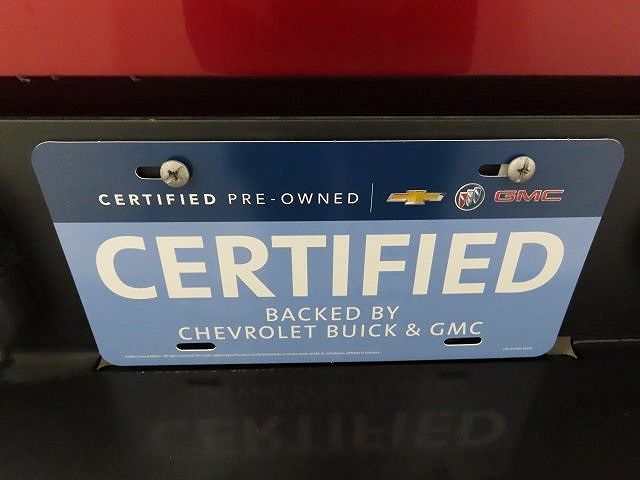 CERTIFIED PRE-OWNED GMC
CERTIFIED
BACKED BY
CHEVROLET BUICK & GMC